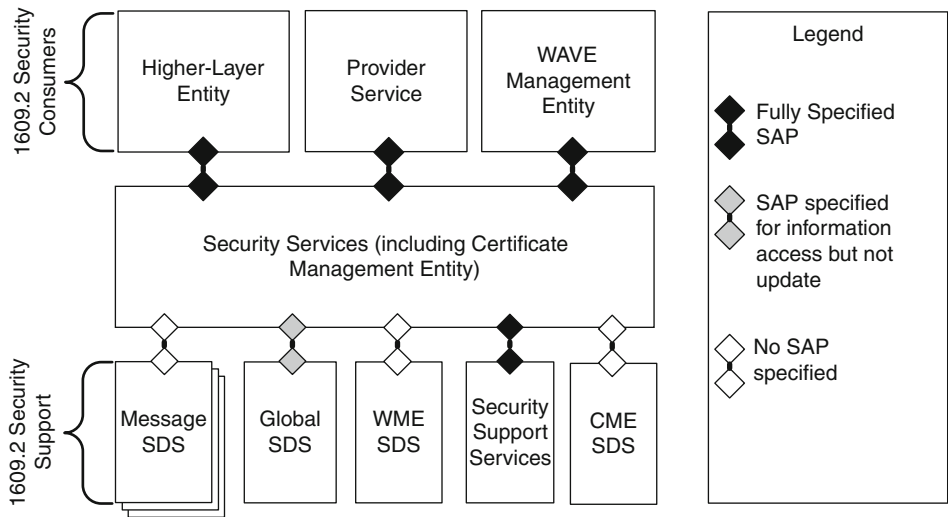 1609.2 Security
Consumers
Higher-Layer
Entity
Provider
Service
WAVE
Management
Entity
Security Services (including Certificate
Management Entity)
1609.2 Security
Support
Message
SDS
Global
SDS
WME
SDS
Security
Support
Services
CME
SDS
Legend
Fully Specified
SAP
SAP specified
for information
access but not
update
No SAP
specified